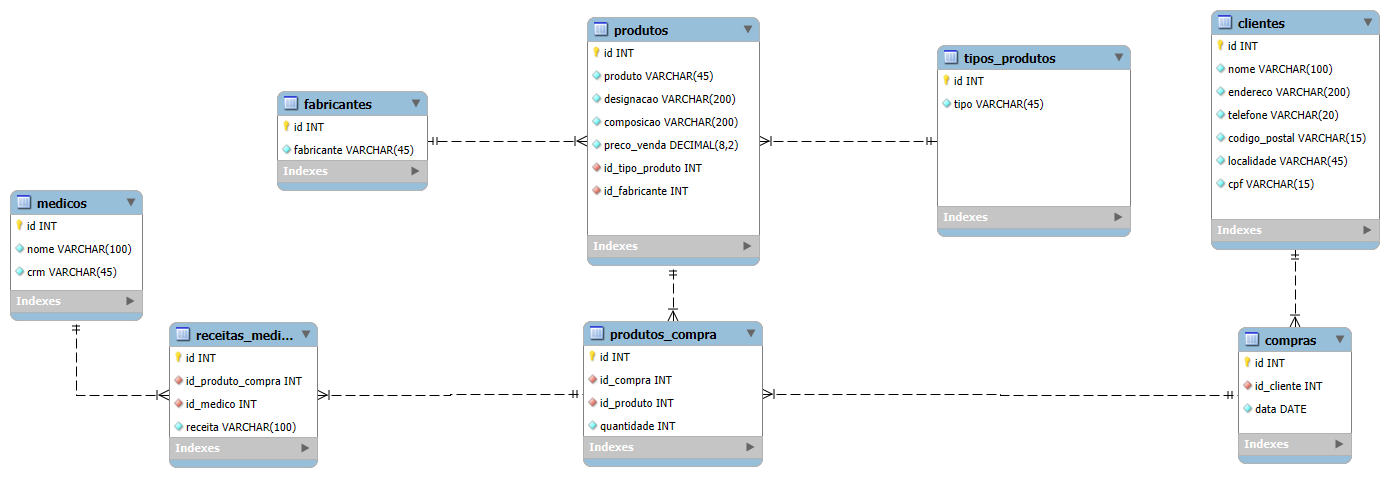 produtos
id INT
produto VARCHAR(45)
designacao VARCHAR(200)
composicao VARCHAR(200)
preco_venda DECIMAL(8,2)
id_tipo_produto INT
id_fabricante INT
Indexes
clientes
id INT
nome VARCHAR(100)
endereco VARCHAR(200)
telefone VARCHAR(20)
codigo_postal VARCHAR(15)
localidade VARCHAR(45)
cpf VARCHAR(15)
Indexes
tipos_produtos
id INT
tipo VARCHAR(45)
Indexes
fabricantes
id INT
fabricante VARCHAR(45)
Indexes
medicos
id INT
nome VARCHAR(100)
crm VARCHAR(45)
Indexes
receitas_medi...
id INT
id_produto_compra INT
id_medico INT
receita VARCHAR(100)
Indexes
produtos_compra
id INT
id_compra INT
id_produto INT
quantidade INT
Indexes
compras
id INT
id_cliente INT
data DATE
Indexes